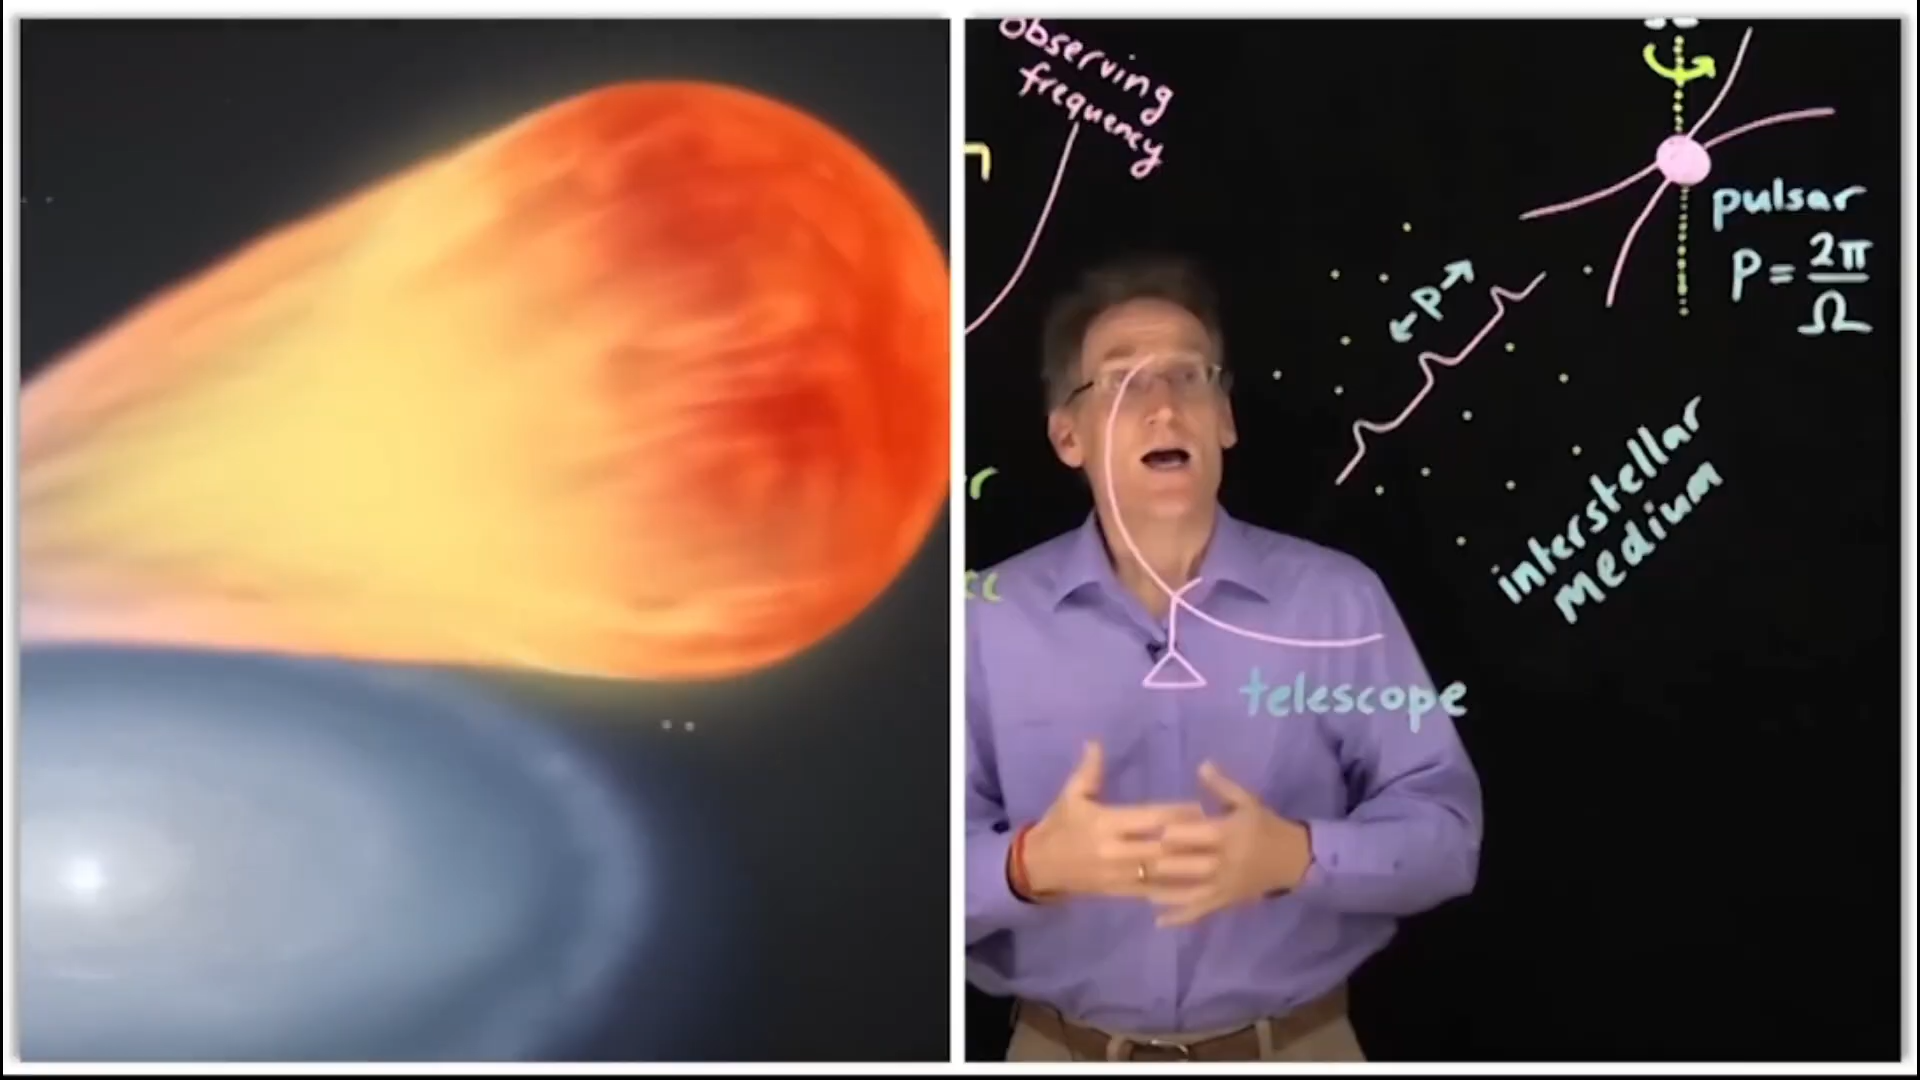 observing
frequency
pulsar
P = 2π
Ω
←P→
interstellar
medium
telescope